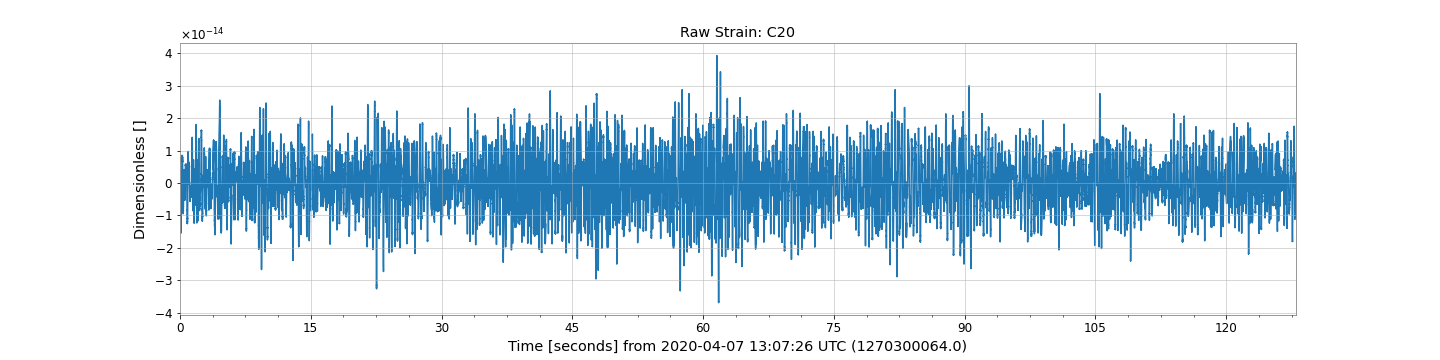 ×10⁻¹⁴
Raw Strain: C20
4
3
2
1
0
−1
−2
−3
−4
Dimensionless []
0 15 30 45 60 75 90 105 120
Time [seconds] from 2020-04-07 13:07:26 UTC (1270300064.0)